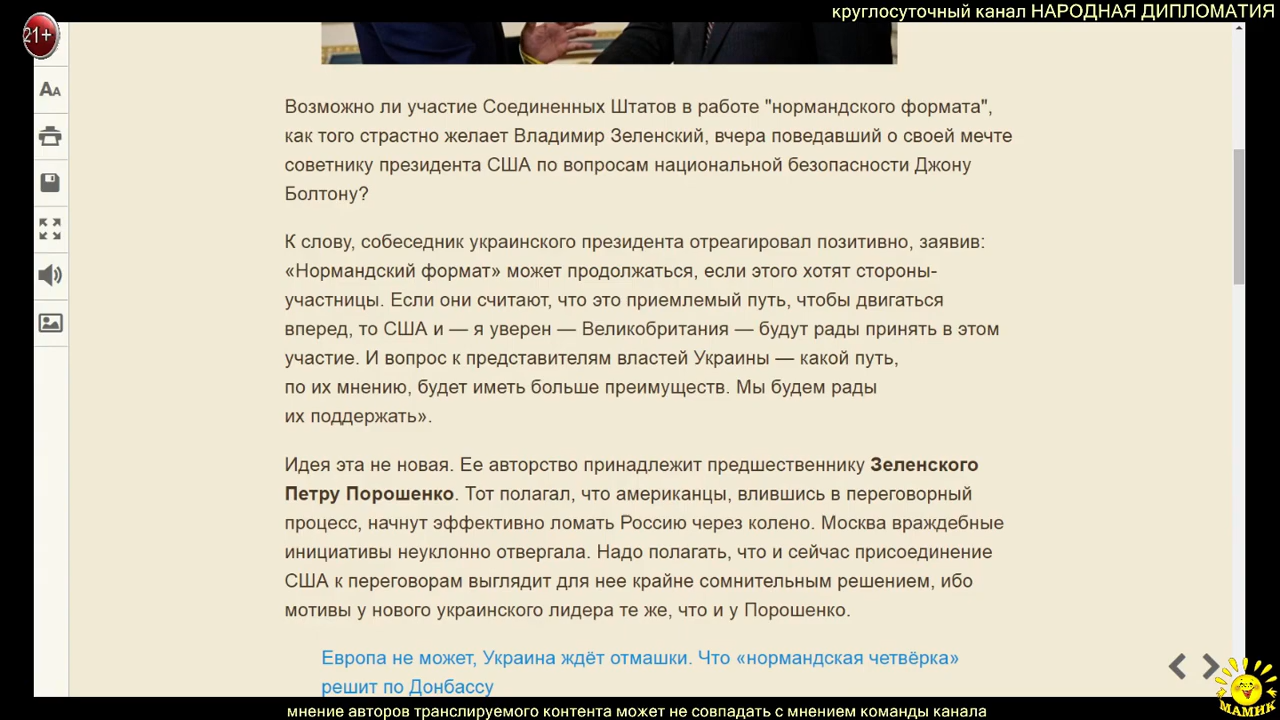 круглосуточный канал НАРОДНАЯ ДИПЛОМАТИЯ
21+
AA
Возможно ли участие Соединенных Штатов в работе "нормандского формата",
как того страстно желает Владимир Зеленский, вчера поведавший о своей мечте
советнику президента США по вопросам национальной безопасности Джону
Болтону?
К слову, собеседник украинского президента отреагировал позитивно, заявив:
«Нормандский формат» может продолжаться, если этого хотят стороны-
участницы. Если они считают, что это приемлемый путь, чтобы двигаться
вперед, то США и — я уверен — Великобритания — будут рады принять в этом
участие. И вопрос к представителям властей Украины — какой путь,
по их мнению, будет иметь больше преимуществ. Мы будем рады
их поддержать».
Идея эта не новая. Ее авторство принадлежит предшественнику Зеленского
Петру Порошенко. Тот полагал, что американцы, влившись в переговорный
процесс, начнут эффективно ломать Россию через колено. Москва враждебные
инициативы неуклонно отвергала. Надо полагать, что и сейчас присоединение
США к переговорам выглядит для нее крайне сомнительным решением, ибо
мотивы у нового украинского лидера те же, что и у Порошенко.
Европа не может, Украина ждёт отмашки. Что «нормандская четвёрка»
решит по Донбассу
МАМИК
мнение авторов транслируемого контента может не совпадать с мнением команды канала